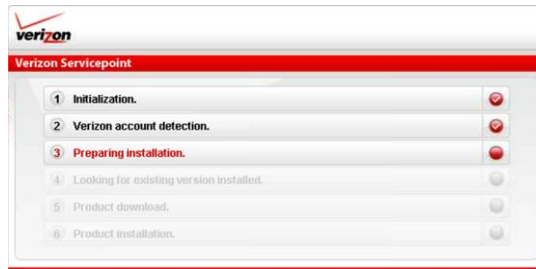 verizon
Verizon Servicepoint
1 Initialization.
2 Verizon account detection.
3 Preparing installation.
4 Looking for existing version installed.
5 Product download.
6 Product installation.